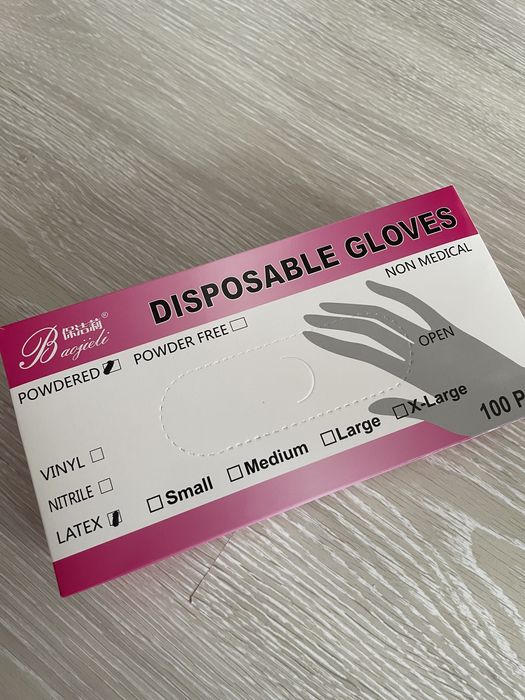 DISPOSABLE GLOVES
NON MEDICAL
保洁莉®
Baojieli
POWDERED
POWDER FREE
OPEN
VINYL
NITRILE
LATEX
Small
Medium
Large
X-Large
100 P